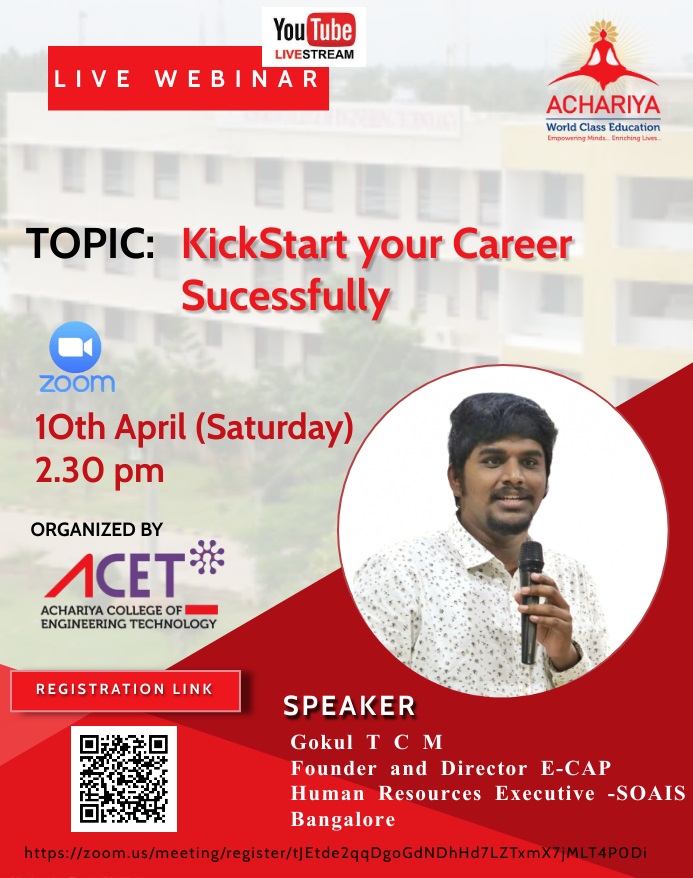 YouTube
LIVESTREAM
LIVE WEBINAR
ACHARIYA
World Class Education
Empowering Minds... Enriching Lives...
TOPIC: KickStart your Career
Sucessfully
zoom
10th April (Saturday)
2.30 pm
ORGANIZED BY
ACET
ACHARIYA COLLEGE OF
ENGINEERING TECHNOLOGY
REGISTRATION LINK
SPEAKER
Gokul T C M
Founder and Director E-CAP
Human Resources Executive -SOAIS
Bangalore
https://zoom.us/meeting/register/tJEtde2qqDgoGdNDhHd7LZTxmX7jMLT4P0Di